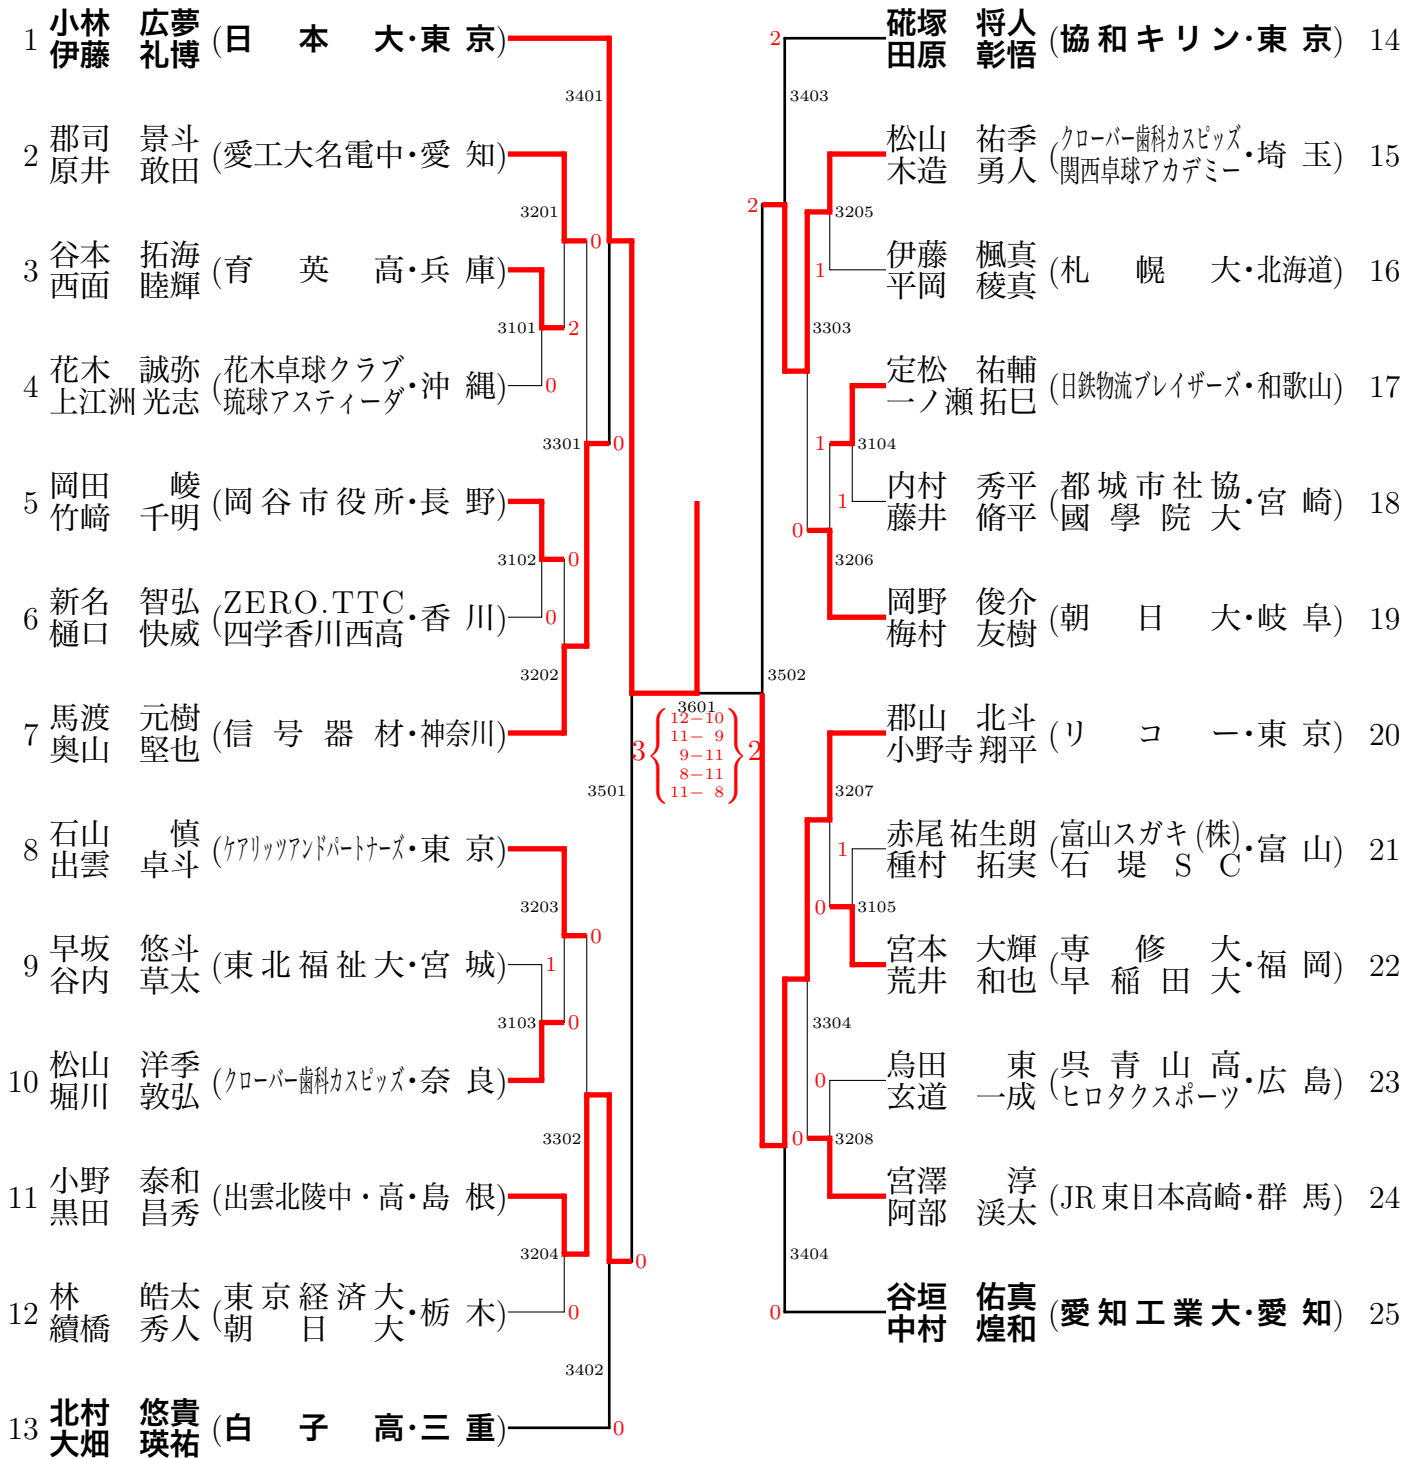 1 小林 広夢 伊藤 礼博 (日本大・東京)
2 郡司 景斗 原井 敢田 (愛工大名電中・愛知)
3 谷本 拓海 西面 睦輝 (育英高・兵庫)
4 花木 誠弥 上江洲 光志 (花木卓球クラブ 琉球アスティーダ・沖縄)
5 岡田 崚 竹﨑 千明 (岡谷市役所・長野)
6 新名 智弘 樋口 快威 (ZERO.TTC 四学香川西高・香川)
7 馬渡 元樹 奥山 堅也 (信号器材・神奈川)
8 石山 慎 出雲 卓斗 (ケアリッツアンドパートナーズ・東京)
9 早坂 悠斗 谷内 草太 (東北福祉大・宮城)
10 松山 洋季 堀川 敦弘 (クローバー歯科カスピッズ・奈良)
11 小野 泰和 黒田 昌秀 (出雲北陵中・高・島根)
12 林 皓太 續橋 秀人 (東京経済大 朝日大・栃木)
13 北村 悠貴 大畑 瑛祐 (白子高・三重)
3401
3201
0
3101
2
0
3301
0
3102
0
0
3202
3501
3203
0
1
3103
0
3302
3204
0
0
3402
0
3601
3
12-10
11- 9
9-11
8-11
11- 8
2
2
3403
2
3205
1
3303
1
3104
1
0
3206
3502
3207
1
0
3105
3304
0
0
3208
3404
0
硴塚 将人 田原 彰悟 (協和キリン・東京) 14
松山 祐季 木造 勇人 (クローバー歯科カスピッズ 関西卓球アカデミー・埼玉) 15
伊藤 楓真 平岡 稜真 (札幌大・北海道) 16
定松 祐輔 一ノ瀬 拓巳 (日鉄物流ブレイザーズ・和歌山) 17
内村 秀平 藤井 脩平 (都城市社協 國學院大・宮崎) 18
岡野 俊介 梅村 友樹 (朝日大・岐阜) 19
郡山 北斗 小野寺 翔平 (リコー・東京) 20
赤尾 祐生朗 種村 拓実 (富山スガキ(株) 石堤SC・富山) 21
宮本 大輝 荒井 和也 (専修大 早稲田大・福岡) 22
烏田 東 玄道 一成 (呉青山高 ヒロタクスポーツ・広島) 23
宮澤 淳 阿部 渓太 (JR東日本高崎・群馬) 24
谷垣 佑真 中村 煌和 (愛知工業大・愛知) 25